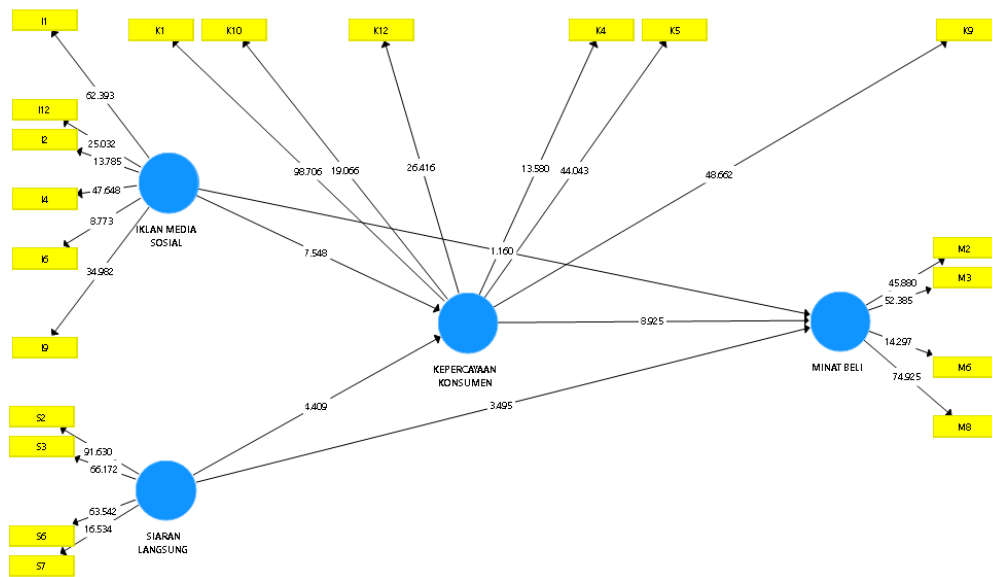 I1
K1
K10
K12
K4
K5
K9
62.393
I12
25.032
I2
13.785
98.706
19.066
26.416
13.580
44.043
48.662
I4
47.648
IKLAN MEDIA
SOSIAL
8.773
I6
7.548
1.160
M2
45.880
M3
52.385
34.982
I9
8.925
14.297
KEPERCAYAAN
KONSUMEN
MINAT BELI
M6
74.925
4.409
3.495
S2
M8
S3
91.630
66.172
63.542
S6
16.534
SIARAN
LANGSUNG
S7